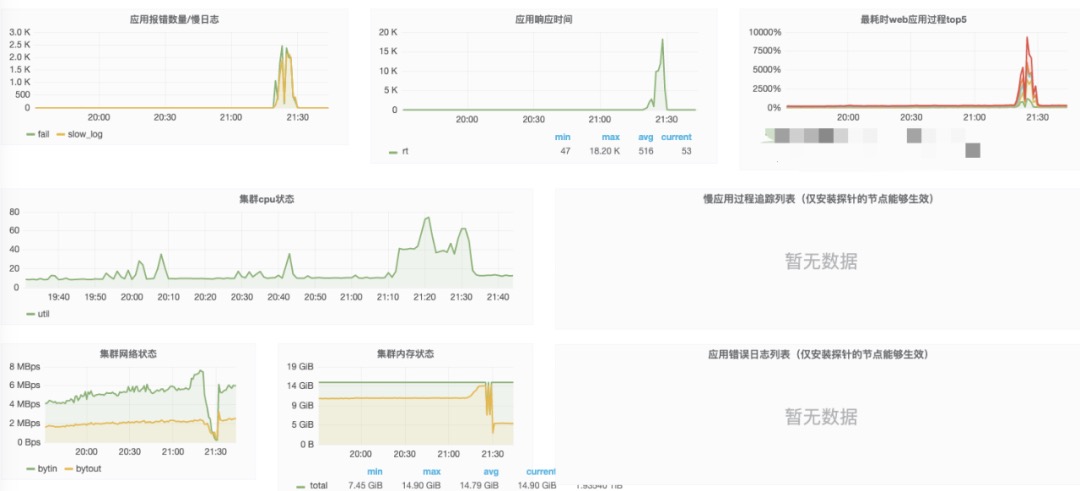 应用报错数量/慢日志
3.0 K
2.5 K
2.0 K
1.5 K
1.0 K
500
0
20:00 20:30 21:00 21:30
fail slow_log
应用响应时间
20 K
15 K
10 K
5 K
0
20:00 20:30 21:00 21:30
min max avg current
rt 47 18.20 K 516 53
最耗时web应用过程top5
10000%
7500%
5000%
2500%
0%
20:00 20:30 21:00 21:30
集群cpu状态
80
60
40
20
0
19:40 19:50 20:00 20:10 20:20 20:30 20:40 20:50 21:00 21:10 21:20 21:30 21:40
util
慢应用过程追踪列表（仅安装探针的节点能够生效）
暂无数据
集群网络状态
8 MBps
6 MBps
4 MBps
2 MBps
0 Bps
20:00 20:30 21:00 21:30
bytin bytout
集群内存状态
19 GiB
14 GiB
9 GiB
5 GiB
0 B
20:00 20:30 21:00 21:30
min max avg current
total 7.45 GiB 14.90 GiB 14.79 GiB 14.90 GiB
应用错误日志列表（仅安装探针的节点能够生效）
暂无数据